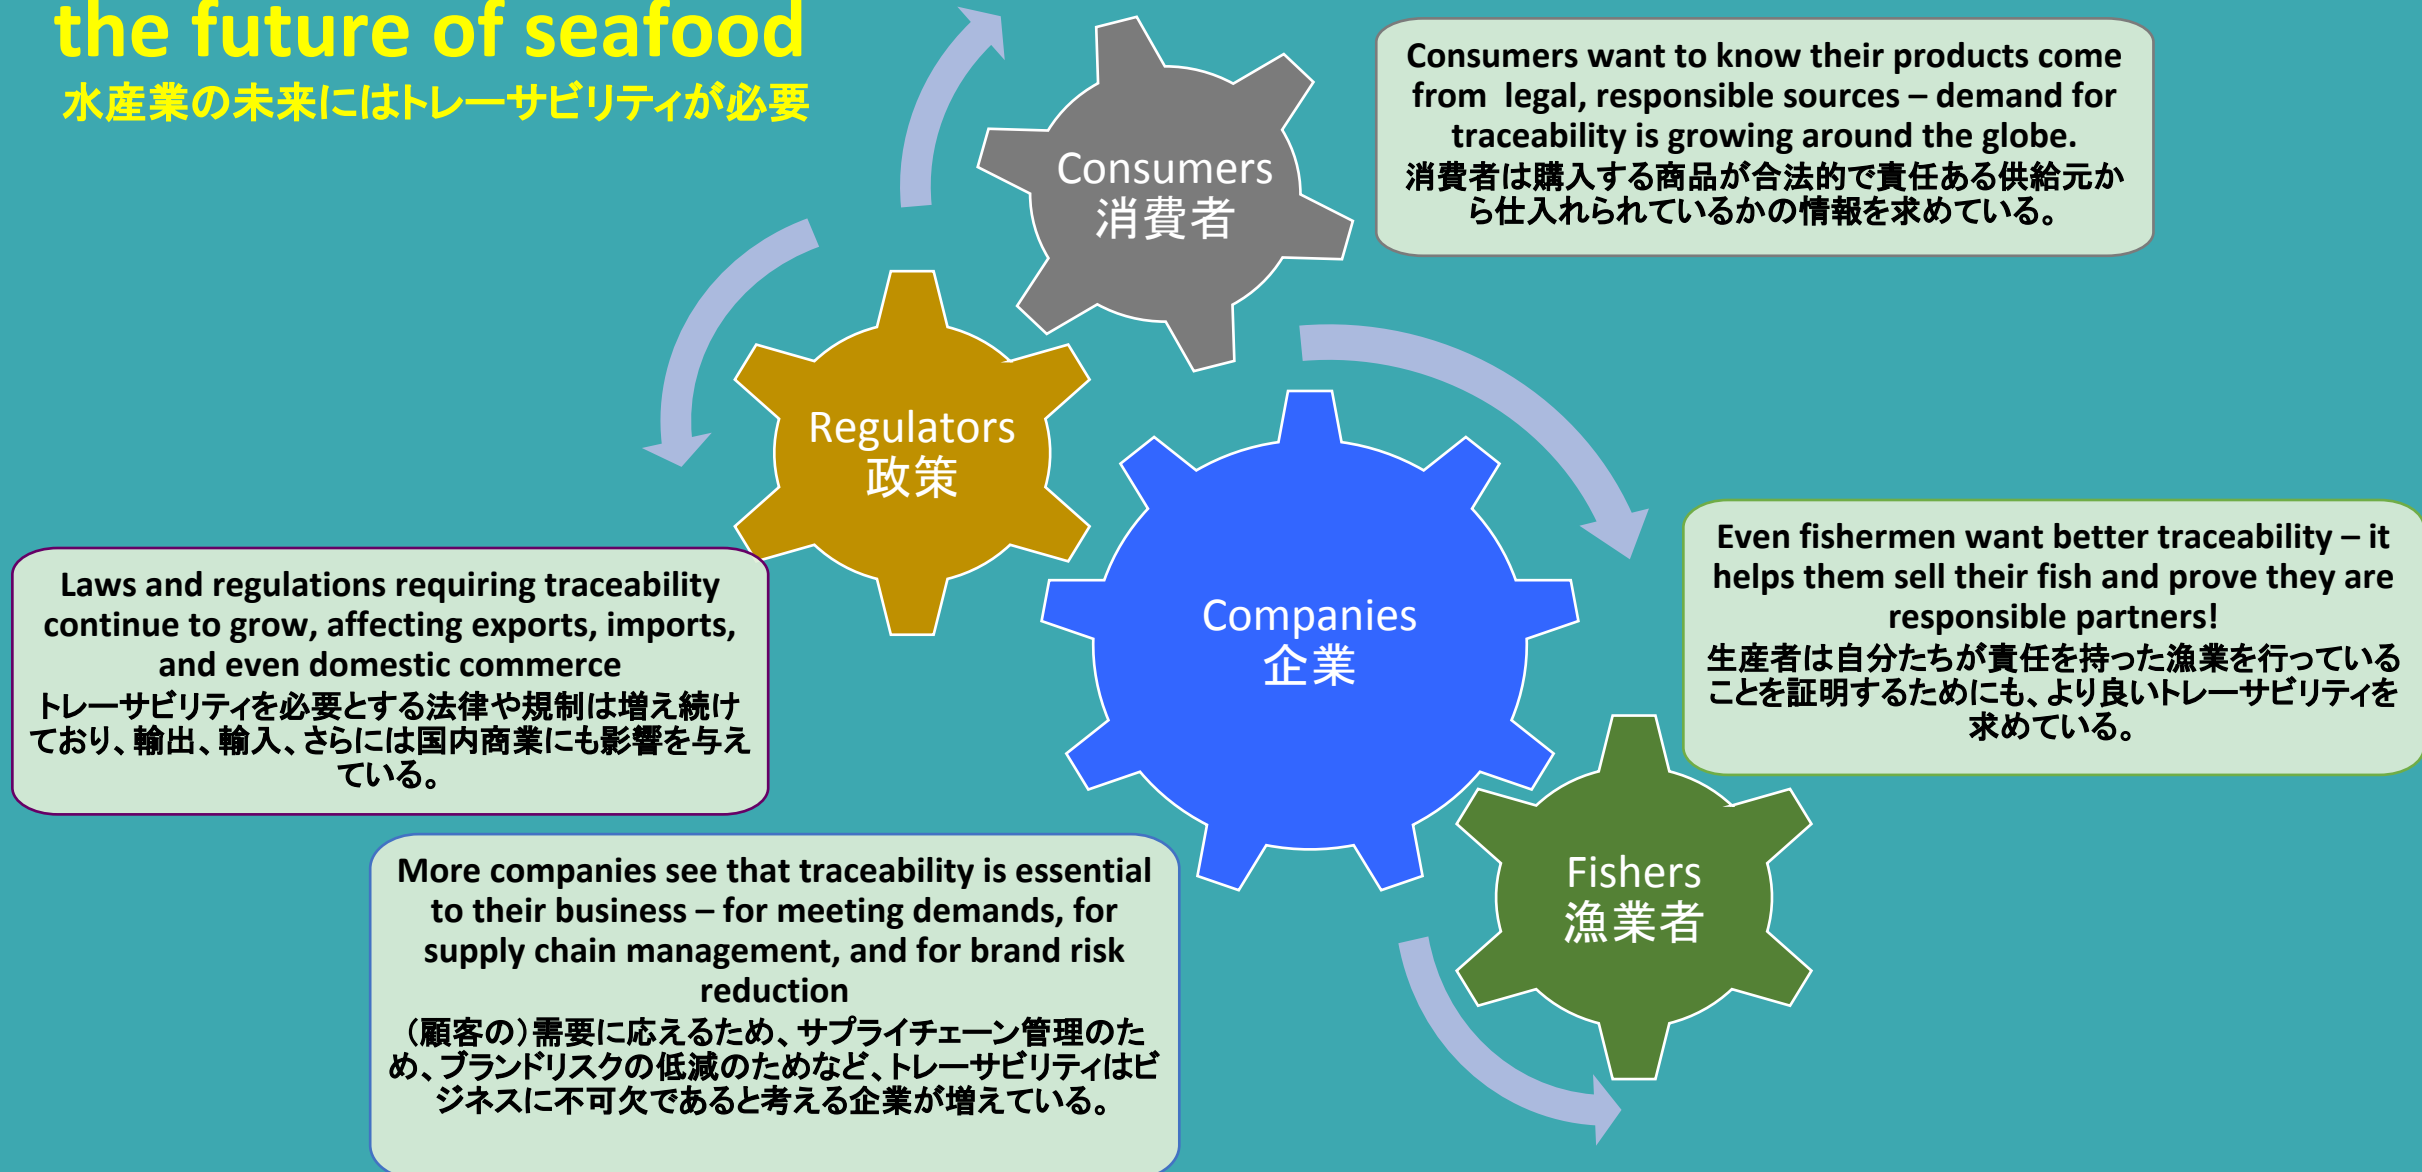 the future of seafood
水産業の未来にはトレーサビリティが必要
Consumers
消費者
Consumers want to know their products come
from legal, responsible sources – demand for
traceability is growing around the globe.
消費者は購入する商品が合法的で責任ある供給元か
ら仕入れられているかの情報を求めている。
Regulators
政策
Laws and regulations requiring traceability
continue to grow, affecting exports, imports,
and even domestic commerce
トレーサビリティを必要とする法律や規制は増え続け
ており、輸出、輸入、さらには国内商業にも影響を与え
ている。
Companies
企業
Even fishermen want better traceability – it
helps them sell their fish and prove they are
responsible partners!
生産者は自分たちが責任を持った漁業を行っている
ことを証明するためにも、より良いトレーサビリティを
求めている。
More companies see that traceability is essential
to their business – for meeting demands, for
supply chain management, and for brand risk
reduction
（顧客の）需要に応えるため、サプライチェーン管理のた
め、ブランドリスクの低減のためなど、トレーサビリティはビ
ジネスに不可欠であると考える企業が増えている。
Fishers
漁業者